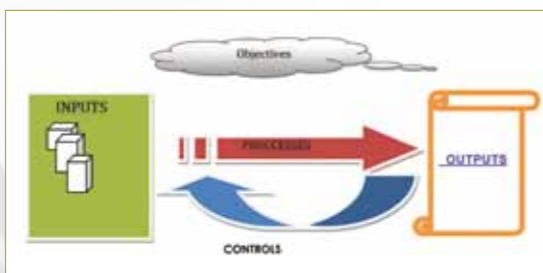 Objectives
INPUTS
PROCESSES
OUTPUTS
CONTROLS